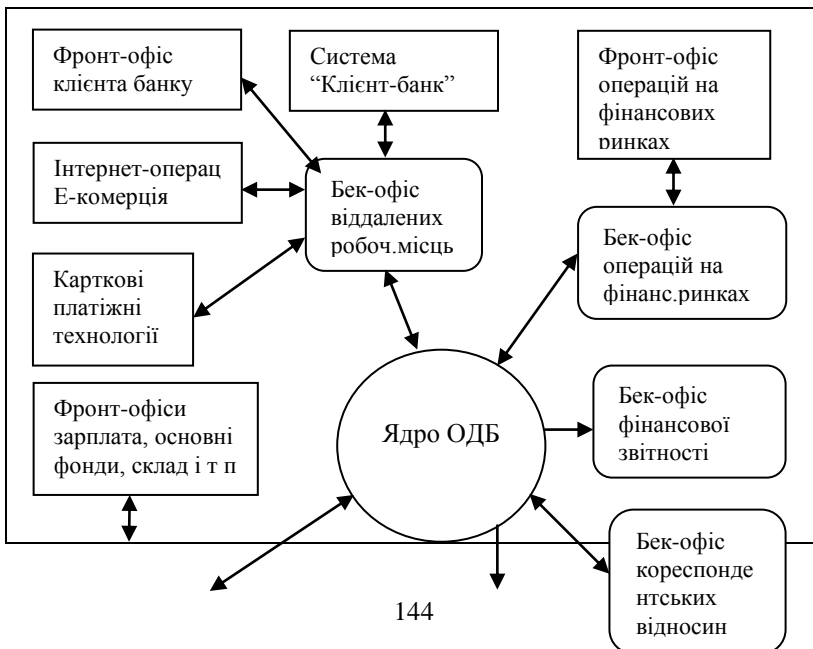 Фронт-офіс
клієнта банку
Система
“Клієнт-банк”
Фронт-офіс
операцій на
фінансових
ринках
Інтернет-операц
Е-комерція
Бек-офіс
віддалених
робоч.місць
Бек-офіс
операцій на
фінанс.ринках
Карткові
платіжні
технології
Фронт-офіси
зарплата, основні
фонди, склад і т п
Ядро ОДБ
Бек-офіс
фінансової
звітності
Бек-офіс
кореспонде
нтських
відносин
144